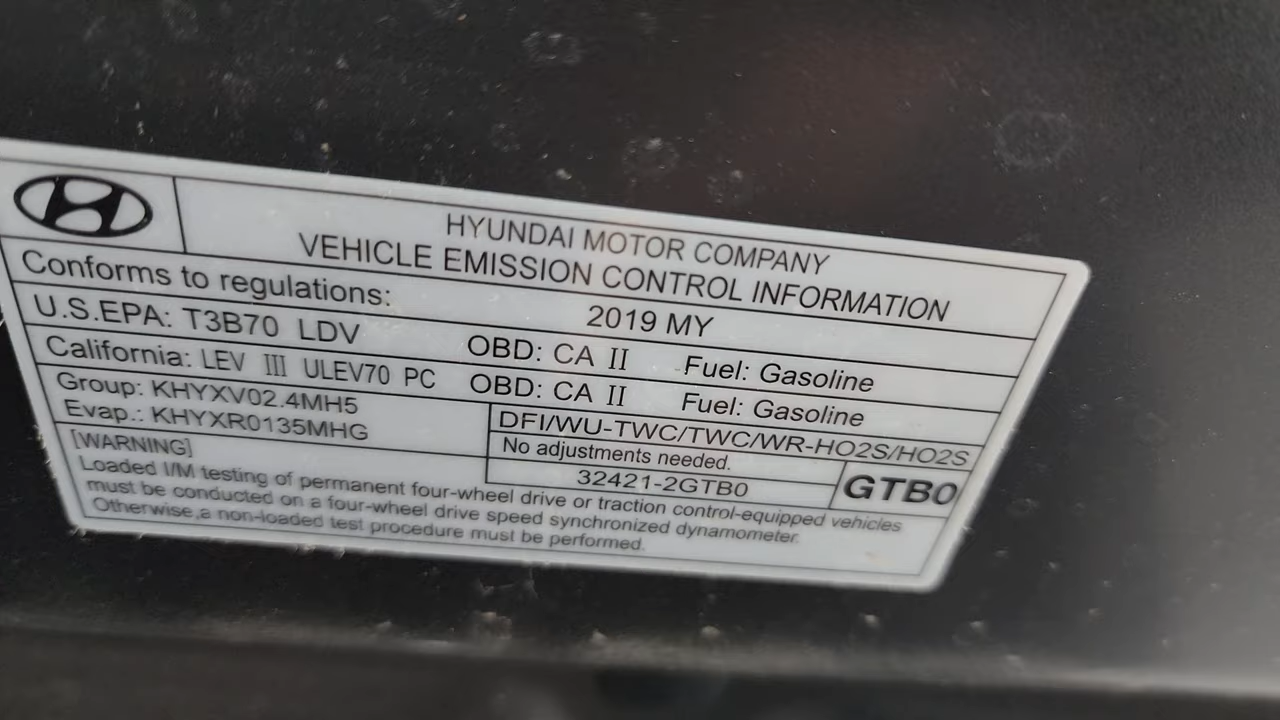 HYUNDAI MOTOR COMPANY
VEHICLE EMISSION CONTROL INFORMATION
Conforms to regulations: 2019 MY
U.S.EPA: T3B70 LDV OBD: CA II Fuel: Gasoline
California: LEV III ULEV70 PC OBD: CA II Fuel: Gasoline
Group: KHYXV02.4MH5
Evap.: KHYXR0135MHG
DFI/WU-TWC/TWC/WR-HO2S/HO2S
No adjustments needed.
32421-2GTB0
GTB0
[WARNING]
Loaded I/M testing of permanent four-wheel drive or traction control-equipped vehicles
must be conducted on a four-wheel drive speed synchronized dynamometer.
Otherwise,a non-loaded test procedure must be performed.